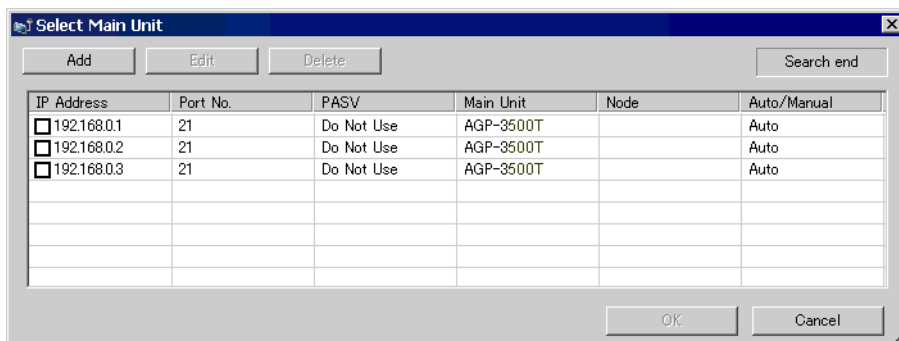 Select Main Unit
Add Edit Delete Search end
IP Address Port No. PASV Main Unit Node Auto/Manual
192.168.0.1 21 Do Not Use AGP-3500T Auto
192.168.0.2 21 Do Not Use AGP-3500T Auto
192.168.0.3 21 Do Not Use AGP-3500T Auto
OK Cancel